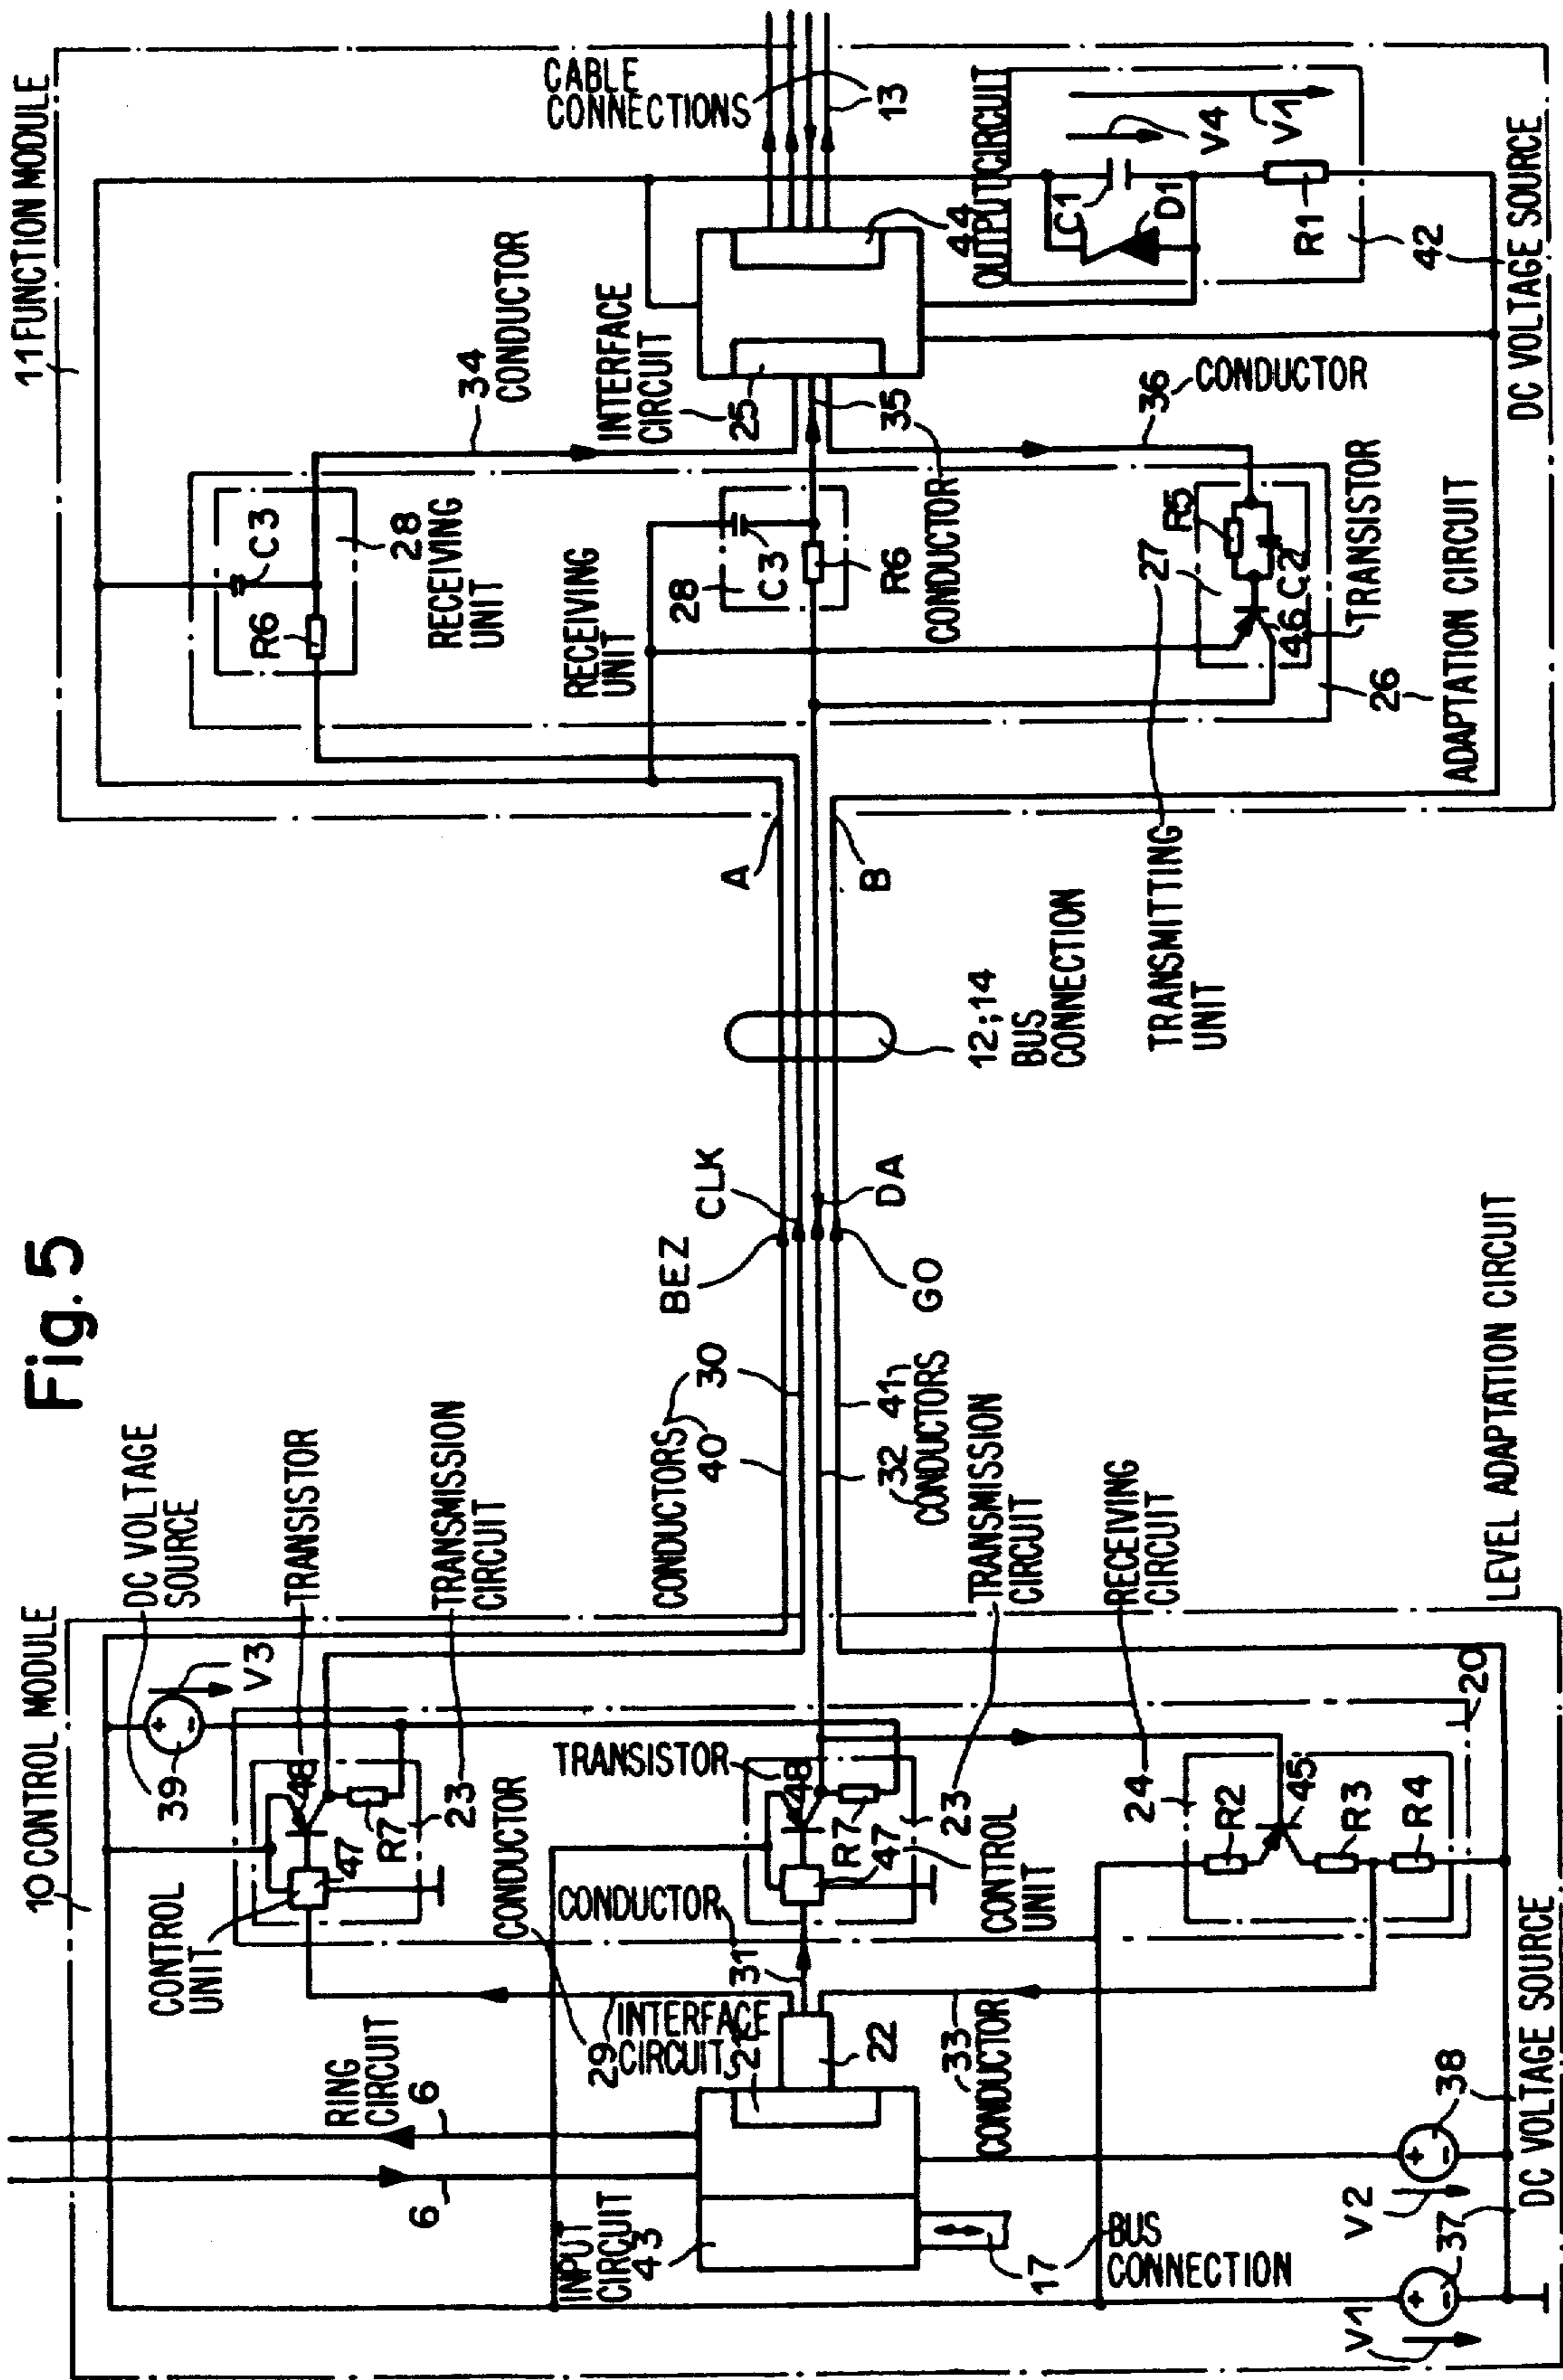 Fig. 5
10 CONTROL MODULE
DC VOLTAGE
SOURCE
39
V3
TRANSISTOR
48
TRANSMISSION
CIRCUIT
23
R7
47
CONTROL
UNIT
RING
CIRCUIT
6
6
CONDUCTOR
29
INTERFACE
CIRCUIT
21
22
CONDUCTOR
31
TRANSISTOR
48
R7
47
23
CONTROL
UNIT
TRANSMISSION
CIRCUIT
INPUT
CIRCUIT
43
33
CONDUCTOR
17
BUS
CONNECTION
24
RECEIVING
CIRCUIT
R2
45
R3
R4
20
LEVEL ADAPTATION CIRCUIT
V1
37
V2
38
DC VOLTAGE SOURCE
CONDUCTORS
40
30
32
41
CONDUCTORS
BEZ
CLK
DA
GO
12;14
BUS
CONNECTION
A
B
11 FUNCTION MODULE
R6
C3
28
RECEIVING
UNIT
34
CONDUCTOR
RECEIVING
UNIT
28
C3
R6
35
CONDUCTOR
INTERFACE
CIRCUIT
25
44
CABLE
CONNECTIONS
13
OUTPUT CIRCUIT
C1
D1
V4
V1
R1
42
DC VOLTAGE SOURCE
36
CONDUCTOR
TRANSMITTING
UNIT
27
R5
C2
46
TRANSISTOR
26
ADAPTATION CIRCUIT